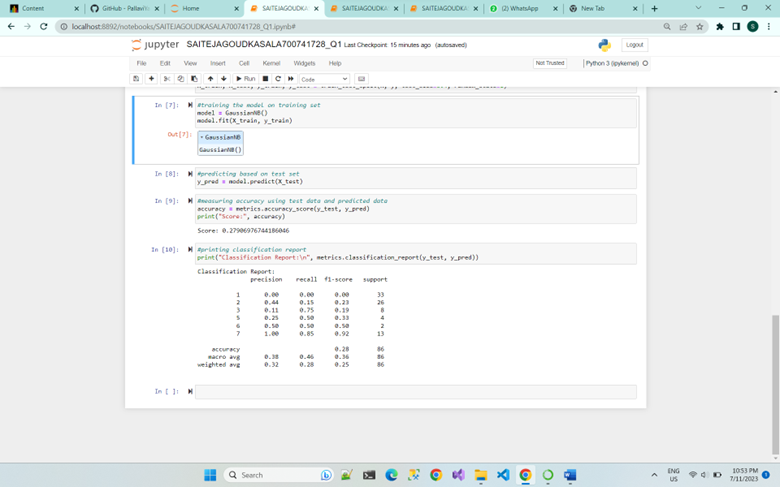 Content
GitHub - PallaviVa
Home
SAITEJAGOUDKASALA
SAITEJAGOUDKASALA
SAITEJAGOUDKASALA
(2) WhatsApp
New Tab
localhost:8892/notebooks/SAITEJAGOUDKASALA700741728_Q1.ipynb#
jupyter SAITEJAGOUDKASALA700741728_Q1 Last Checkpoint: 15 minutes ago (autosaved)
Logout
File Edit View Insert Cell Kernel Widgets Help
Not Trusted
Python 3 (ipykernel)
Run
Code
In [7]:
#training the model on training set
model = GaussianNB()
model.fit(X_train, y_train)
Out[7]:
GaussianNB
GaussianNB()
In [8]:
#predicting based on test set
y_pred = model.predict(X_test)
In [9]:
#measuring accuracy using test data and predicted data
accuracy = metrics.accuracy_score(y_test, y_pred)
print("Score:", accuracy)
Score: 0.27906976744186046
In [10]:
#printing classification report
print("Classification Report:\n", metrics.classification_report(y_test, y_pred))
Classification Report:
precision recall f1-score support
1 0.00 0.00 0.00 33
2 0.44 0.15 0.23 26
3 0.11 0.75 0.19 8
5 0.25 0.50 0.33 4
6 0.50 0.50 0.50 2
7 1.00 0.85 0.92 13
accuracy 0.28 86
macro avg 0.38 0.46 0.36 86
weighted avg 0.32 0.28 0.25 86
In [ ]:
Search
ENG
US
10:53 PM
7/11/2023